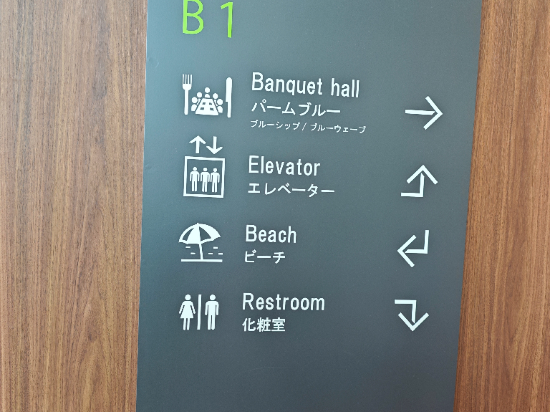 B1
Banquet hall
パームブルー
ブルーシップ / ブルーウェーブ
Elevator
エレベーター
Beach
ビーチ
Restroom
化粧室